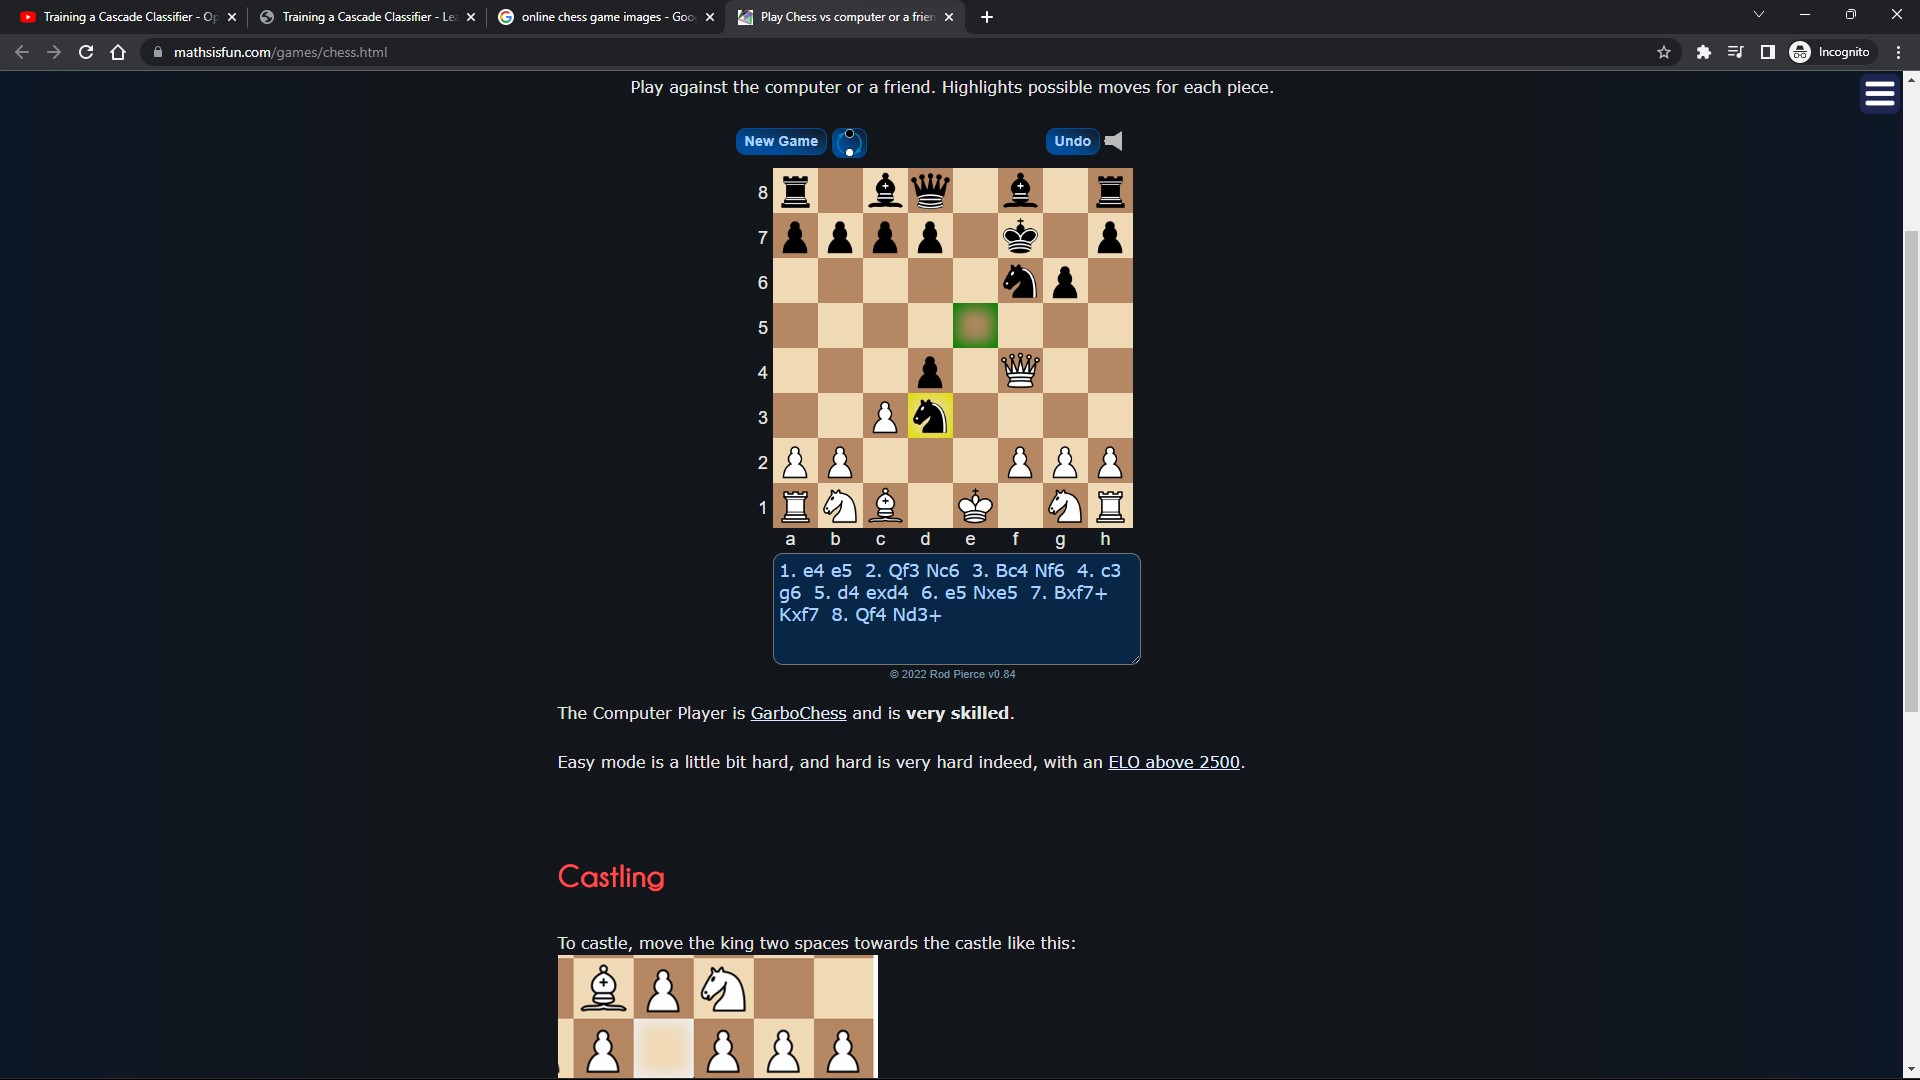 Training a Cascade Classifier - Op
Training a Cascade Classifier - Le
online chess game images - Goo
Play Chess vs computer or a frien
mathsisfun.com/games/chess.html
Incognito
Play against the computer or a friend. Highlights possible moves for each piece.
New Game
Undo
8
7
6
5
4
3
2
1
a b c d e f g h
1. e4 e5 2. Qf3 Nc6 3. Bc4 Nf6 4. c3
g6 5. d4 exd4 6. e5 Nxe5 7. Bxf7+
Kxf7 8. Qf4 Nd3+
© 2022 Rod Pierce v0.84
The Computer Player is GarboChess and is very skilled.
Easy mode is a little bit hard, and hard is very hard indeed, with an ELO above 2500.
Castling
To castle, move the king two spaces towards the castle like this: